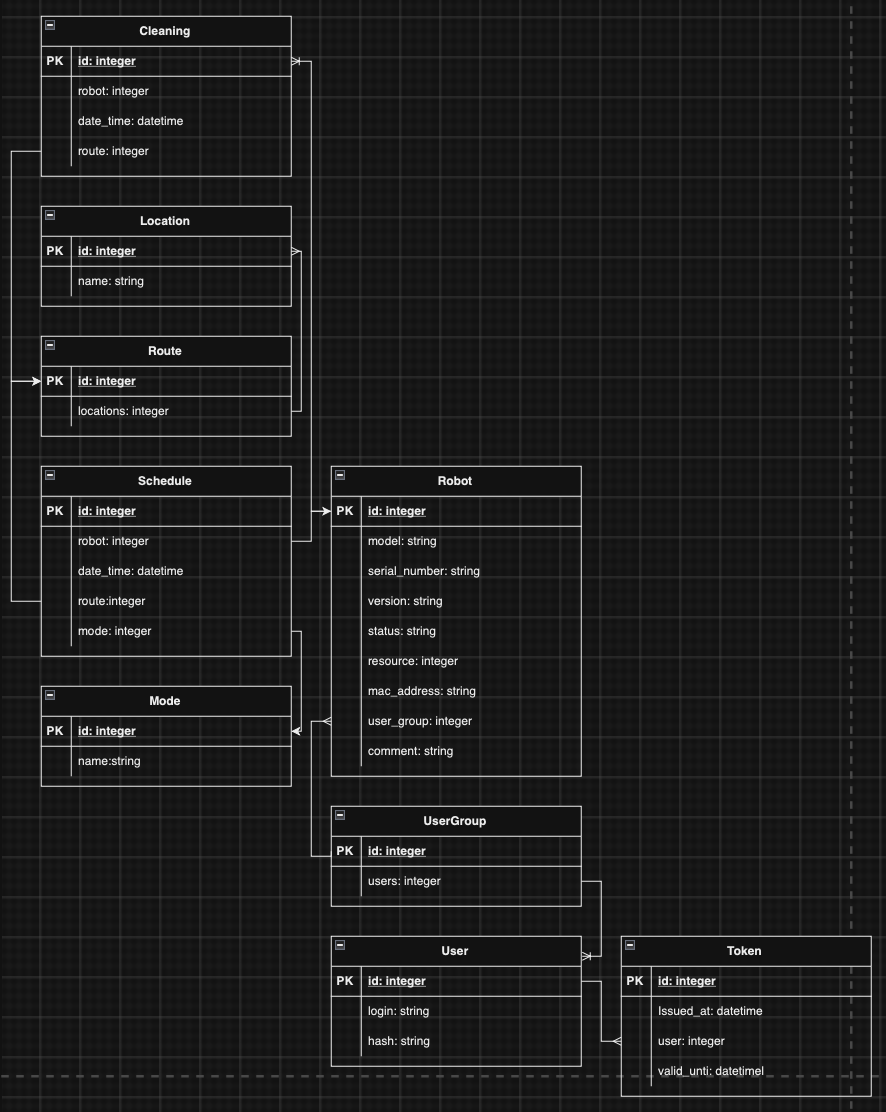 Cleaning
PK id: integer
robot: integer
date_time: datetime
route: integer
Location
PK id: integer
name: string
Route
PK id: integer
locations: integer
Schedule
PK id: integer
robot: integer
date_time: datetime
route:integer
mode: integer
Mode
PK id: integer
name:string
Robot
PK id: integer
model: string
serial_number: string
version: string
status: string
resource: integer
mac_address: string
user_group: integer
comment: string
UserGroup
PK id: integer
users: integer
User
PK id: integer
login: string
hash: string
Token
PK id: integer
Issued_at: datetime
user: integer
valid_unti: datetimel